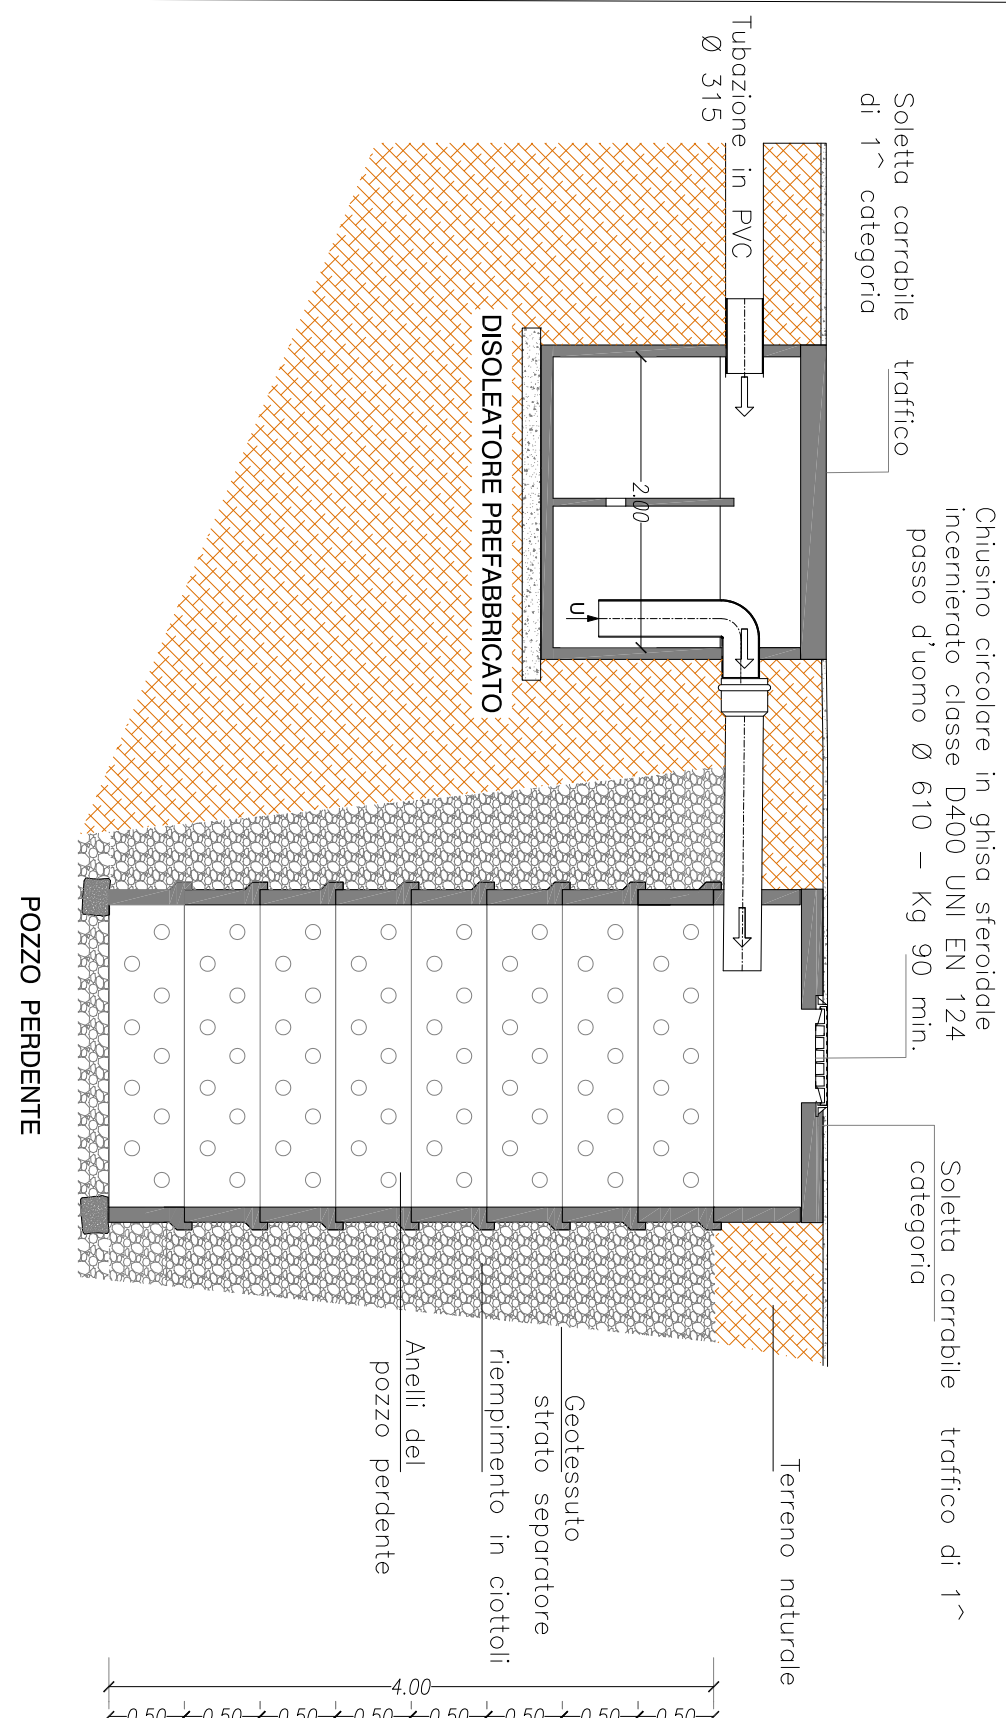 Tubazione in PVC
Ø 315
Soletta carrabile traffico
di 1^ categoria
Chiusino circolare in ghisa sferoidale
incernierato classe D400 UNI EN 124
passo d'uomo Ø 610 - Kg 90 min.
Soletta carrabile traffico di 1^
categoria
DISOLEATORE PREFABBRICATO
2.00
U
POZZO PERDENTE
Terreno naturale
Geotessuto
strato separatore
riempimento in ciottoli
Anelli del
pozzo perdente
4.00
0.50 0.50 0.50 0.50 0.50 0.50 0.50 0.50